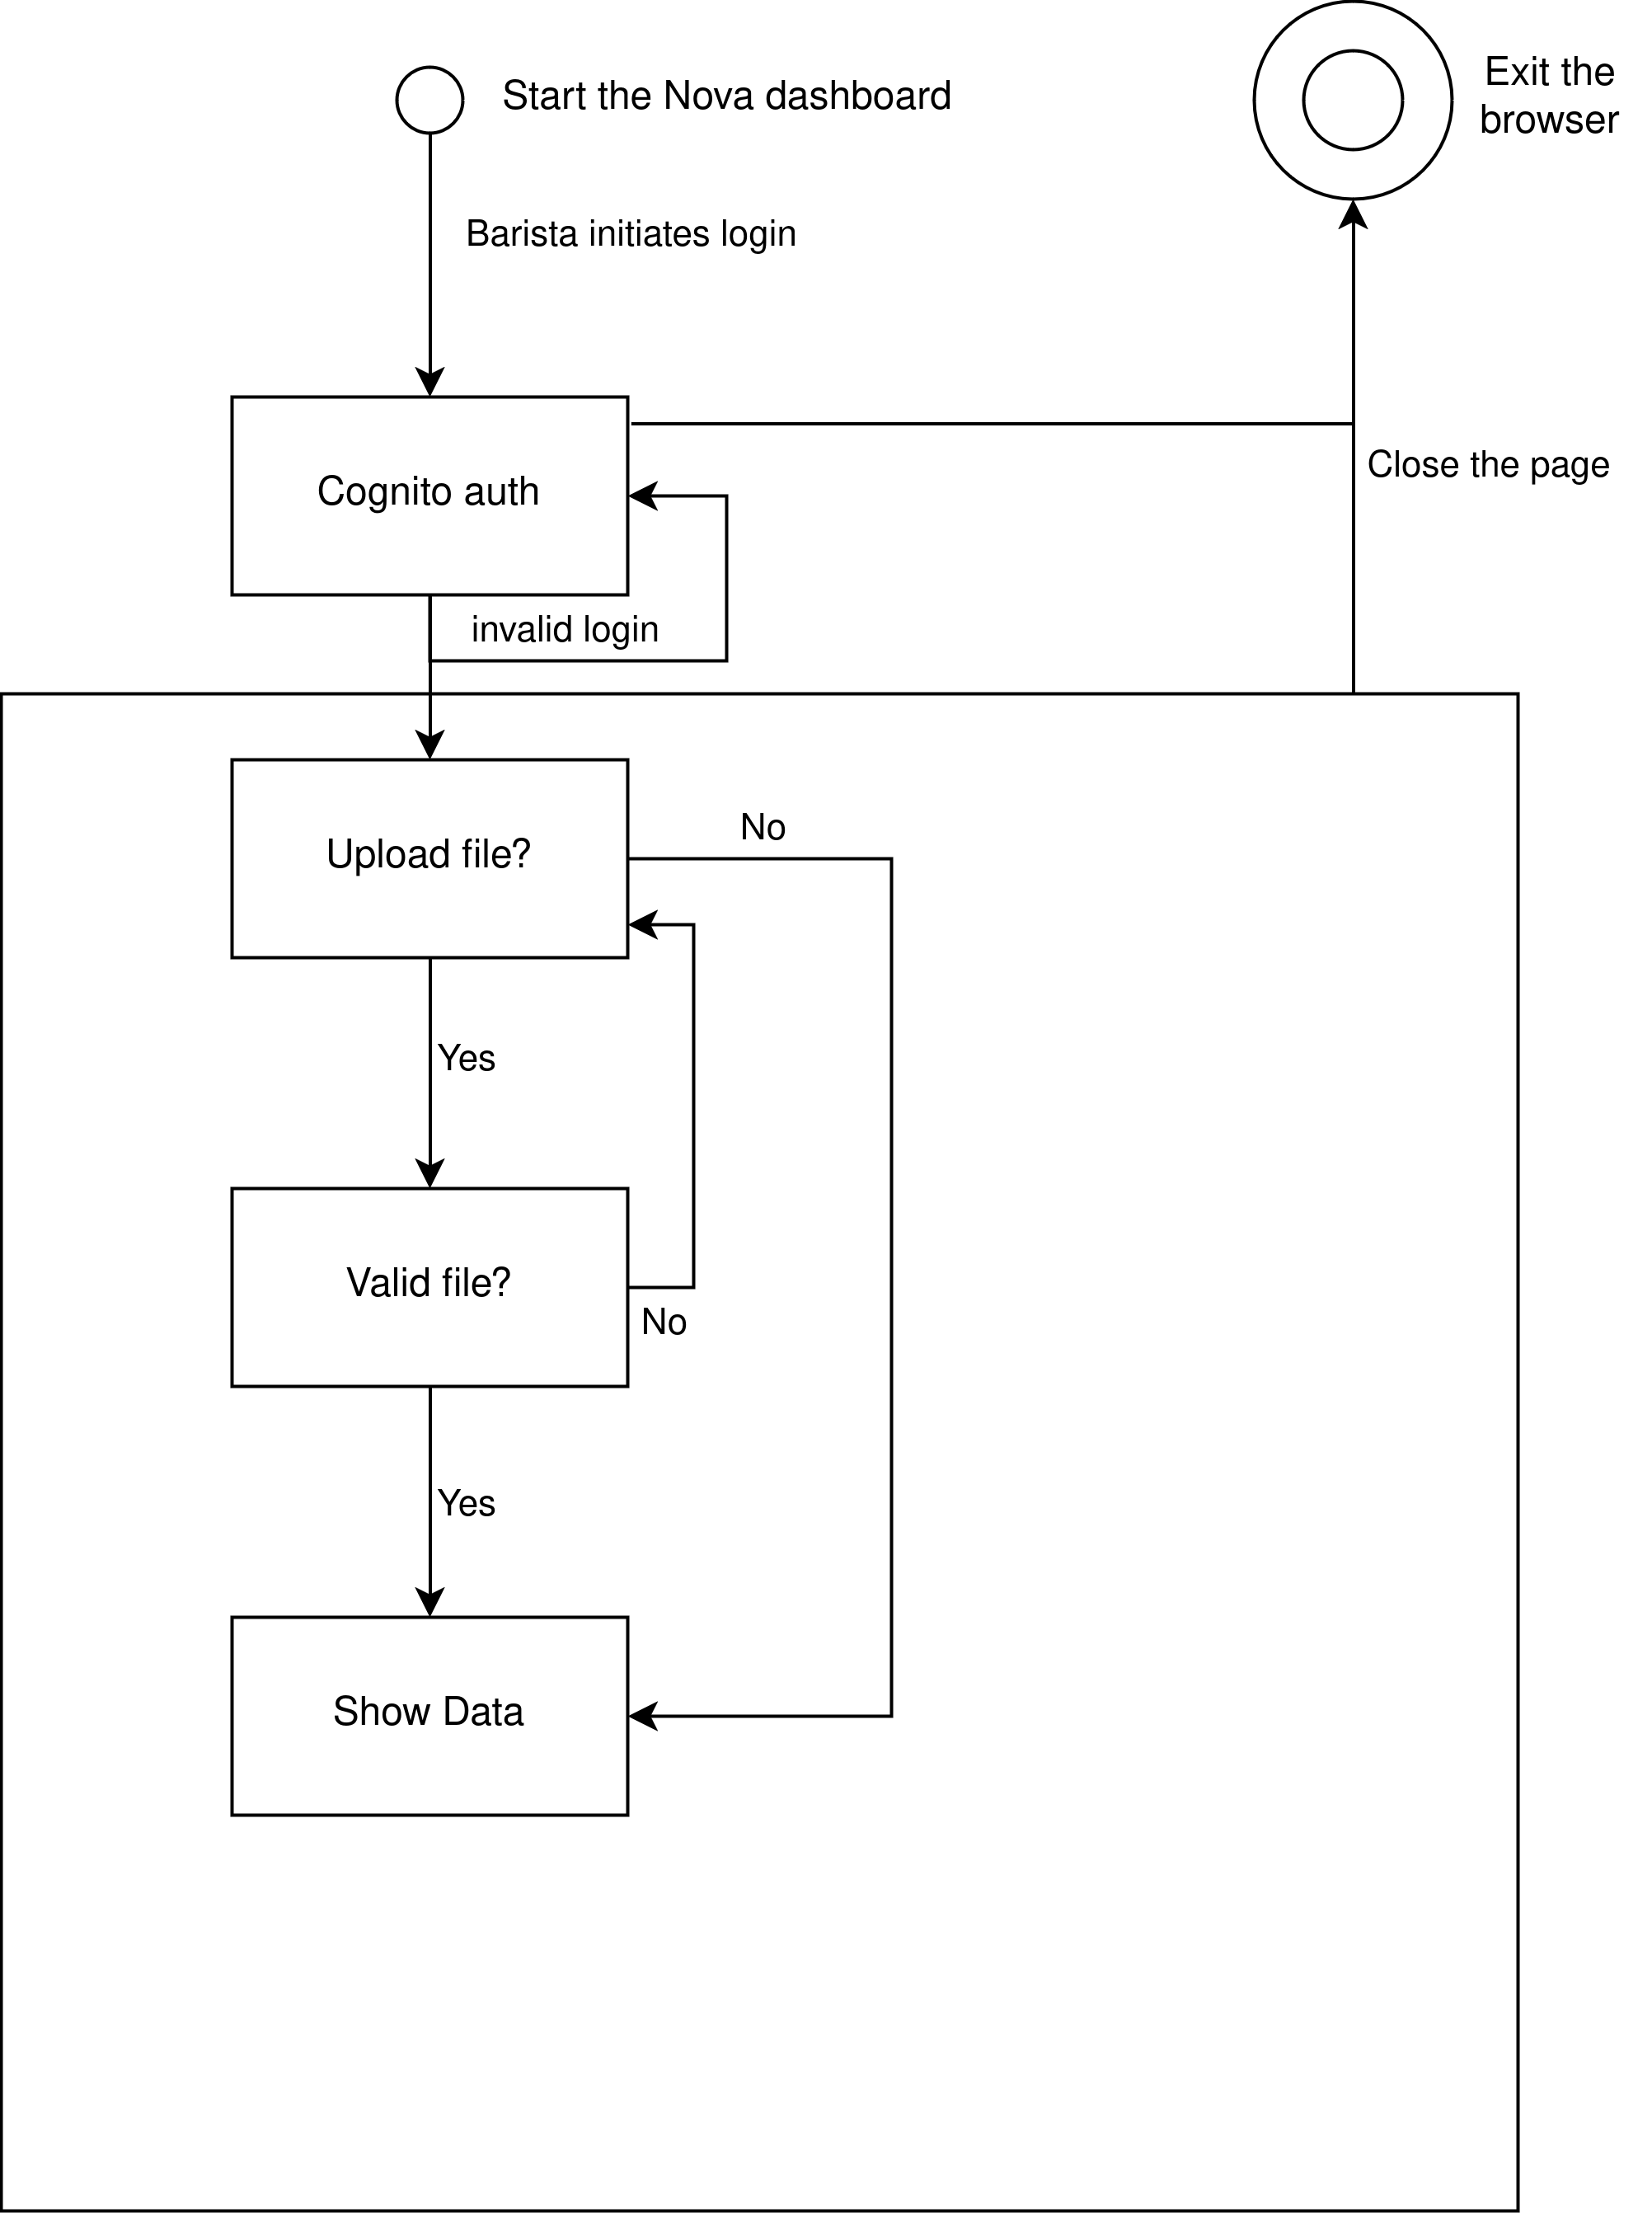 Start the Nova dashboard
Exit the
browser
Barista initiates login
Close the page
Cognito auth
invalid login
Upload file?
No
Yes
Valid file?
No
Yes
Show Data